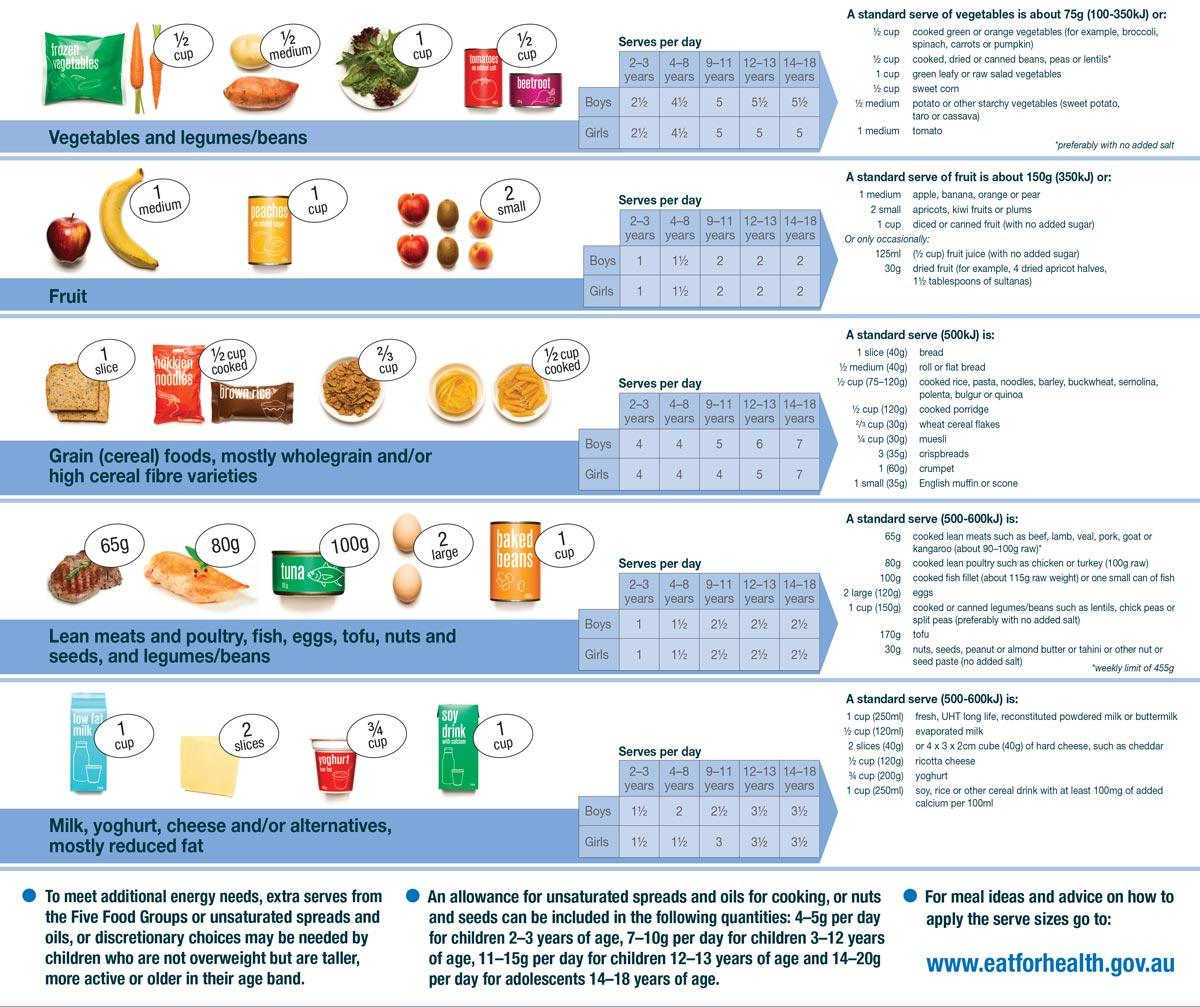 frozen vegetables
½ cup
½ medium
1 cup
tomatoes
no added salt
beetroot
½ cup
Vegetables and legumes/beans
Serves per day
2–3 years 4–8 years 9–11 years 12–13 years 14–18 years
Boys 2½ 4½ 5 5½ 5½
Girls 2½ 4½ 5 5 5
A standard serve of vegetables is about 75g (100-350kJ) or:
½ cup cooked green or orange vegetables (for example, broccoli,
spinach, carrots or pumpkin)
½ cup cooked, dried or canned beans, peas or lentils*
1 cup green leafy or raw salad vegetables
½ cup sweet corn
½ medium potato or other starchy vegetables (sweet potato,
taro or cassava)
1 medium tomato
*preferably with no added salt
1 medium
peaches
no added sugar
1 cup
2 small
Fruit
Serves per day
2–3 years 4–8 years 9–11 years 12–13 years 14–18 years
Boys 1 1½ 2 2 2
Girls 1 1½ 2 2 2
A standard serve of fruit is about 150g (350kJ) or:
1 medium apple, banana, orange or pear
2 small apricots, kiwi fruits or plums
1 cup diced or canned fruit (with no added sugar)
Or only occasionally:
125ml (½ cup) fruit juice (with no added sugar)
30g dried fruit (for example, 4 dried apricot halves,
1½ tablespoons of sultanas)
1 slice
hokkien noodles
½ cup cooked
brown rice
⅔ cup
½ cup cooked
Grain (cereal) foods, mostly wholegrain and/or
high cereal fibre varieties
Serves per day
2–3 years 4–8 years 9–11 years 12–13 years 14–18 years
Boys 4 4 5 6 7
Girls 4 4 4 5 7
A standard serve (500kJ) is:
1 slice (40g) bread
½ medium (40g) roll or flat bread
½ cup (75–120g) cooked rice, pasta, noodles, barley, buckwheat, semolina,
polenta, bulgur or quinoa
½ cup (120g) cooked porridge
²/³ cup (30g) wheat cereal flakes
¼ cup (30g) muesli
3 (35g) crispbreads
1 (60g) crumpet
1 small (35g) English muffin or scone
65g
80g
tuna
100g
2 large
baked beans
1 cup
Lean meats and poultry, fish, eggs, tofu, nuts and
seeds, and legumes/beans
Serves per day
2–3 years 4–8 years 9–11 years 12–13 years 14–18 years
Boys 1 1½ 2½ 2½ 2½
Girls 1 1½ 2½ 2½ 2½
A standard serve (500-600kJ) is:
65g cooked lean meats such as beef, lamb, veal, pork, goat or
kangaroo (about 90–100g raw)*
80g cooked lean poultry such as chicken or turkey (100g raw)
100g cooked fish fillet (about 115g raw weight) or one small can of fish
2 large (120g) eggs
1 cup (150g) cooked or canned legumes/beans such as lentils, chick peas or
split peas (preferably with no added salt)
170g tofu
30g nuts, seeds, peanut or almond butter or tahini or other nut or
seed paste (no added salt)
*weekly limit of 455g
low fat milk
1 cup
2 slices
yoghurt
low fat
¾ cup
soy drink
with calcium
1 cup
Milk, yoghurt, cheese and/or alternatives,
mostly reduced fat
Serves per day
2–3 years 4–8 years 9–11 years 12–13 years 14–18 years
Boys 1½ 2 2½ 3½ 3½
Girls 1½ 1½ 3 3½ 3½
A standard serve (500-600kJ) is:
1 cup (250ml) fresh, UHT long life, reconstituted powdered milk or buttermilk
½ cup (120ml) evaporated milk
2 slices (40g) or 4 x 3 x 2cm cube (40g) of hard cheese, such as cheddar
½ cup (120g) ricotta cheese
¾ cup (200g) yoghurt
1 cup (250ml) soy, rice or other cereal drink with at least 100mg of added
calcium per 100ml
To meet additional energy needs, extra serves from
the Five Food Groups or unsaturated spreads and
oils, or discretionary choices may be needed by
children who are not overweight but are taller,
more active or older in their age band.
An allowance for unsaturated spreads and oils for cooking, or nuts
and seeds can be included in the following quantities: 4–5g per day
for children 2–3 years of age, 7–10g per day for children 3–12 years
of age, 11–15g per day for children 12–13 years of age and 14–20g
per day for adolescents 14–18 years of age.
For meal ideas and advice on how to
apply the serve sizes go to:
www.eatforhealth.gov.au